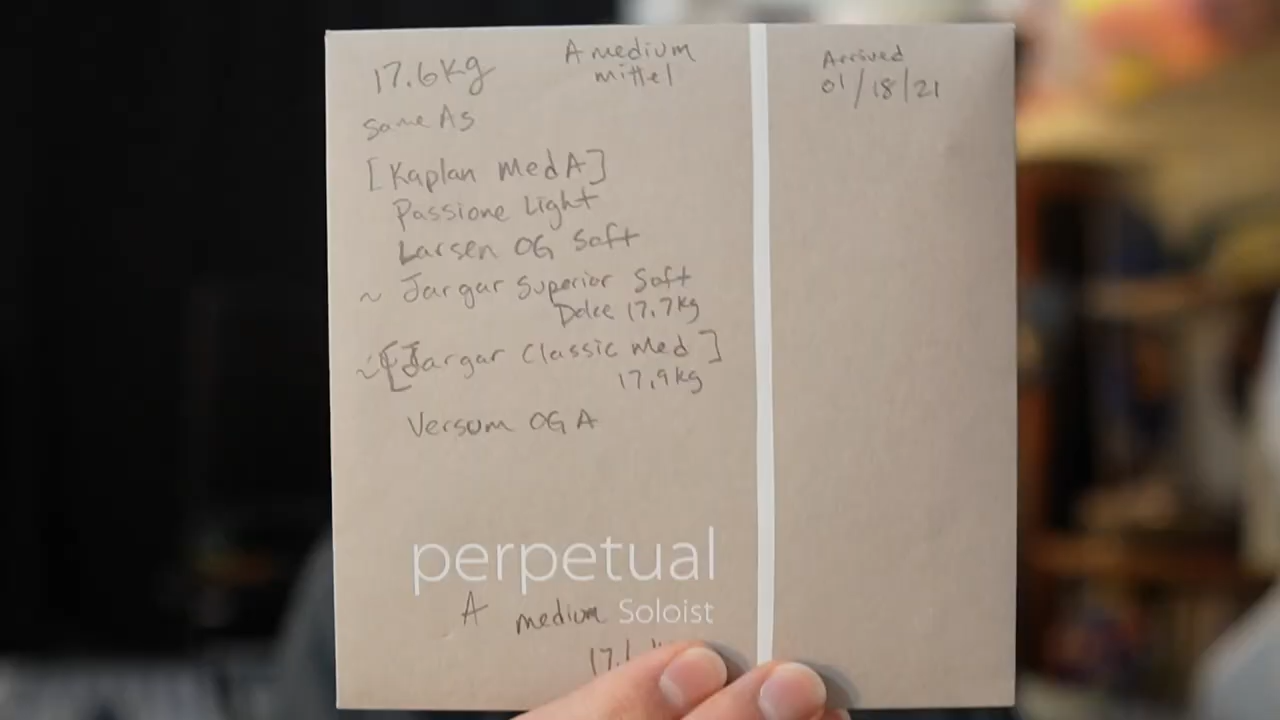 17.6kg
A medium
mittel
Same As
[Kaplan Med A]
Passione Light
Larsen OG Soft
~ Jargar Superior Soft
Dolce 17.7kg
~ [Jargar Classic Med]
17.9kg
Versum OG A
perpetual
A medium Soloist
Arrived
01/18/21